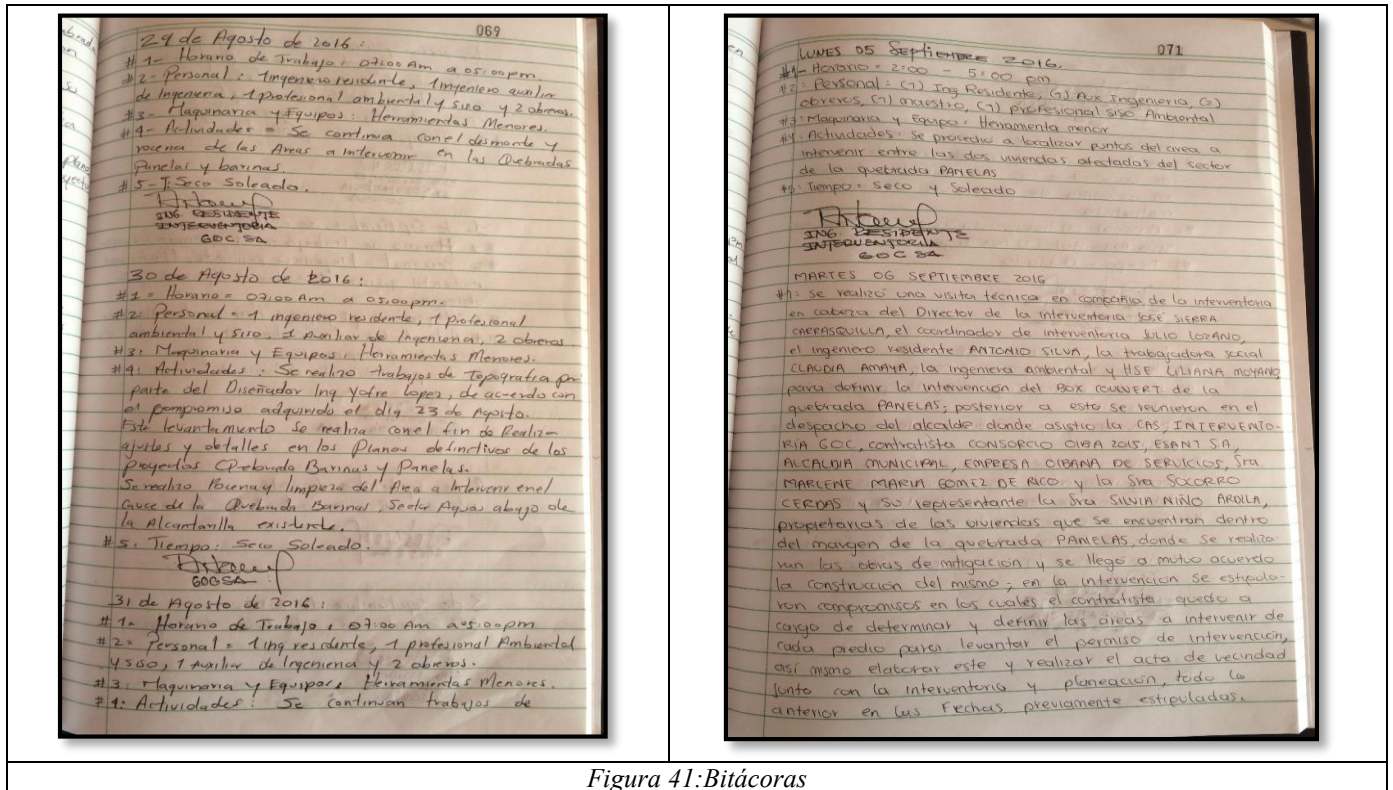 069
29 de Agosto de 2016:
# 1- Horario de Trabajo: 07:00 Am a 05:00pm.
#2- Personal: 1ingeniero residente, 1ingeniero auxiliar
de Ingenieria, 1 profesional ambiental y siso y 2 obreros.
#3- Maquinaria y Equipos: Herramientas Menores.
#4- Actividades = Se continua con el desmonte y
roceria de las Areas a intervenir en las Quebradas
Panelas y barinas.
#5-T: Seco Soleado.
ING. RESIDENTE
INTERVENTORIA
GOC SA
30 de Agosto de 2016:
#1 = Horario = 07:00 Am a 05:00pm.
#2: Personal = 1 ingeniero residente, 1 profesional
ambiental y siso, 1 Auxiliar de Ingenieria, 2 obreros
#3: Maquinaria y Equipos: Herramientas Menores.
#4: Actividades: Se realizo trabajos de Topografia por
parte del Diseñador Ing Yofre Lopez, de acuerdo con
el compromiso adquirido el dia 23 de Agosto.
Este levantamiento se realiza con el fin de Realizar
ajustes y detalles en los Planos definitivos de los
proyectos Quebrada Barinas y Panelas.
Se realizo Roceria y limpieza del Area a Intervenir en el
Cauce de la Quebrada Barinas, Sector Aguas abajo de
la Alcantarilla existente.
#5: Tiempo: Seco Soleado.
GOC SA
31 de Agosto de 2016:
# 1= Horario de Trabajo: 07:00 Am a 05:00pm
#2= Personal = 1 ing residente, 1 profesional Ambiental
y siso, 1 Auxiliar de Ingenieria y 2 obreros.
#3: Maquinaria y Equipos: Herramientas Menores.
#4: Actividades: Se continuan trabajos de
071
LUNES 05 Septiembre 2016.
#1- Horario = 2:00 - 5:00 pm
#2: Personal: (1) Ing Residente, (1) Aux Ingenieria, (2)
obreros, (1) maestro, (1) profesional siso Ambiental
#3: Maquinaria y Equipo: Herramienta menor
#4: Actividades: Se procedio a localizar puntos del area a
intervenir entre las dos viviendas afectadas del sector
de la quebrada PANELAS
#5: Tiempo = Seco y Soleado
ING. RESIDENTE
INTERVENTORIA
GOC SA
MARTES 06 SEPTIEMBRE 2016
#1: Se realizó una visita técnica en compañia de la interventoria
en cabeza del Director de la interventoria JOSÉ SIERRA
CARRASQUILLA, el coordinador de interventoria JULIO LOZANO,
el ingeniero residente ANTONIO SILVA, la trabajadora social
CLAUDIA AMAYA, la ingeniera ambiental y HSE LILIANA MOYANO,
para definir la intervención del BOX COULVERT de la
quebrada PANELAS; posterior a esto se reunieron en el
despacho del alcalde donde asistio la CAS, INTERVENTO-
RIA GOC, contratista CONSORCIO OIBA 2015, ESANT S.A,
ALCALDIA MUNICIPAL, EMPRESA OIBANA DE SERVICIOS, Sra
MARLENE MARIA GOMEZ DE RICO y la Sra SOCORRO
CERDAS y su representante la Sra SILVIA NIÑO ARDILLA,
propietarias de las viviendas que se encuentran dentro
del margen de la quebrada PANELAS, donde se realiza-
ran las obras de mitigación y se llegó a mutuo acuerdo
la construcción del mismo; en la intervención se estipula-
ron compromisos en los cuales el contratista quedo a
cargo de determinar y definir las áreas a intervenir de
cada predio para levantar el permiso de intervención,
asi mismo elaborar este y realizar el acta de vecindad
junto con la interventoria y planeación, todo lo
anterior en las Fechas previamente estipuladas.
Figura 41:Bitácoras